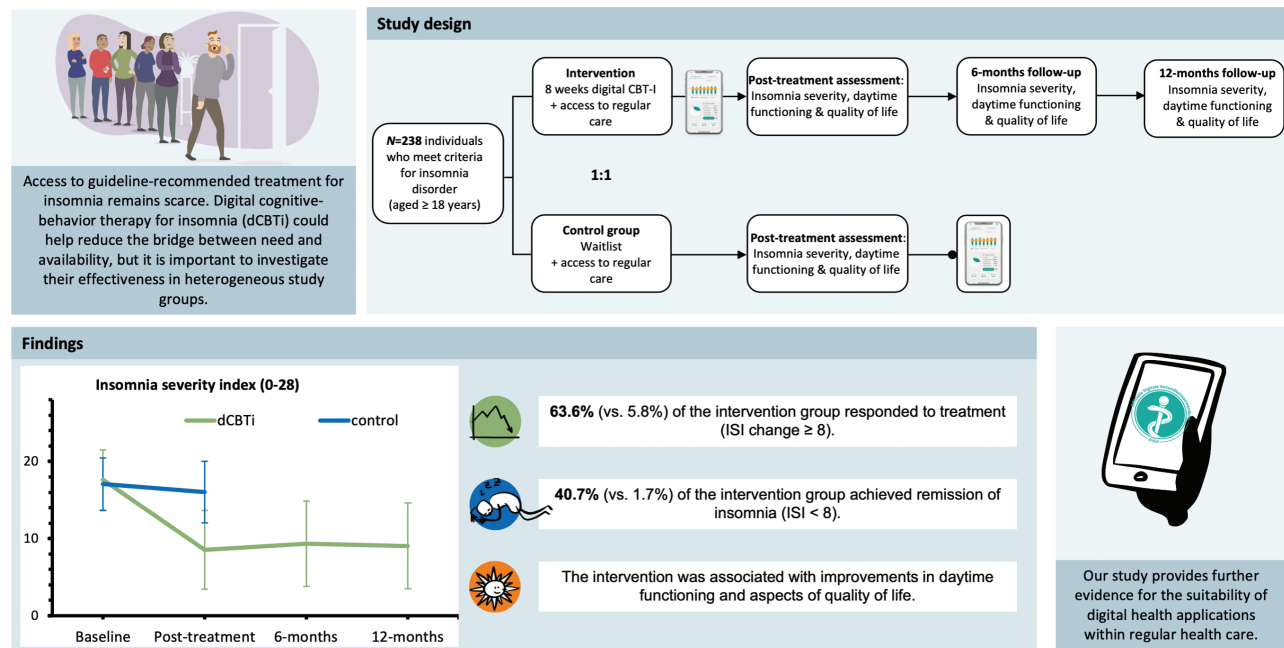 Access to guideline-recommended treatment for
insomnia remains scarce. Digital cognitive-
behavior therapy for insomnia (dCBTi) could
help reduce the bridge between need and
availability, but it is important to investigate
their effectiveness in heterogeneous study
groups.
Study design
N=238 individuals
who meet criteria
for insomnia
disorder
(aged ≥ 18 years)
Intervention
8 weeks digital CBT-I
+ access to regular
care
Post-treatment assessment:
Insomnia severity, daytime
functioning & quality of life
6-months follow-up
Insomnia severity,
daytime functioning
& quality of life
12-months follow-up
Insomnia severity,
daytime functioning
& quality of life
1:1
Control group
Waitlist
+ access to regular
care
Post-treatment assessment:
Insomnia severity, daytime
functioning & quality of life
Findings
Insomnia severity index (0-28)
dCBTi
control
20
10
0
Baseline
Post-treatment
6-months
12-months
63.6% (vs. 5.8%) of the intervention group responded to treatment
(ISI change ≥ 8).
z z z
40.7% (vs. 1.7%) of the intervention group achieved remission of
insomnia (ISI < 8).
The intervention was associated with improvements in daytime
functioning and aspects of quality of life.
Our study provides further
evidence for the suitability of
digital health applications
within regular health care.